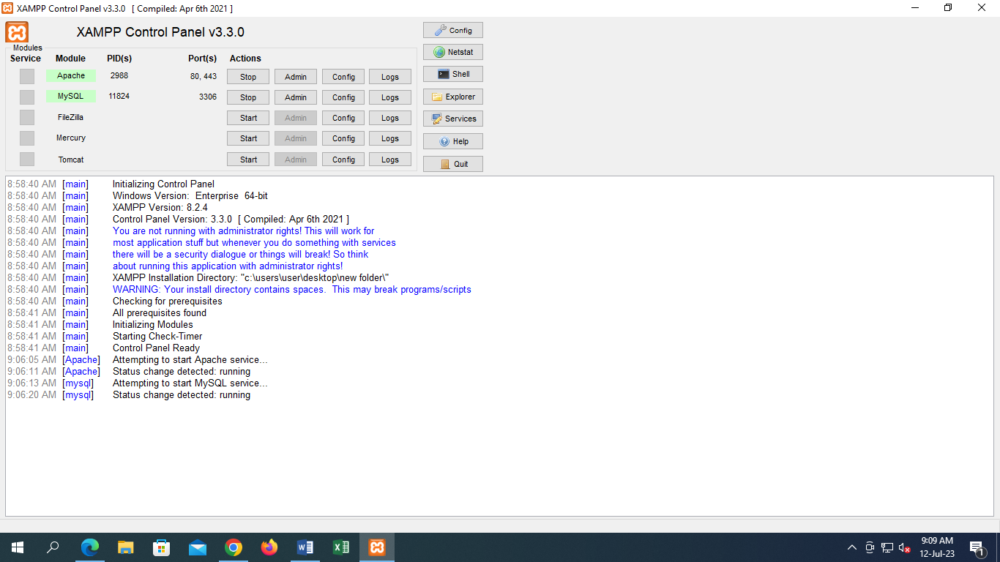 XAMPP Control Panel v3.3.0 [ Compiled: Apr 6th 2021 ]
XAMPP Control Panel v3.3.0
Config
Modules
Service Module PID(s) Port(s) Actions
Netstat
Apache 2988 80, 443 Stop Admin Config Logs
Shell
MySQL 11824 3306 Stop Admin Config Logs
Explorer
FileZilla Start Admin Config Logs
Services
Mercury Start Admin Config Logs
Help
Tomcat Start Admin Config Logs
Quit
8:58:40 AM [main] Initializing Control Panel
8:58:40 AM [main] Windows Version: Enterprise 64-bit
8:58:40 AM [main] XAMPP Version: 8.2.4
8:58:40 AM [main] Control Panel Version: 3.3.0 [ Compiled: Apr 6th 2021 ]
8:58:40 AM [main] You are not running with administrator rights! This will work for
8:58:40 AM [main] most application stuff but whenever you do something with services
8:58:40 AM [main] there will be a security dialogue or things will break! So think
8:58:40 AM [main] about running this application with administrator rights!
8:58:40 AM [main] XAMPP Installation Directory: "c:\users\user\desktop\new folder\"
8:58:40 AM [main] WARNING: Your install directory contains spaces. This may break programs/scripts
8:58:40 AM [main] Checking for prerequisites
8:58:41 AM [main] All prerequisites found
8:58:41 AM [main] Initializing Modules
8:58:41 AM [main] Starting Check-Timer
8:58:41 AM [main] Control Panel Ready
9:06:05 AM [Apache] Attempting to start Apache service...
9:06:11 AM [Apache] Status change detected: running
9:06:13 AM [mysql] Attempting to start MySQL service...
9:06:20 AM [mysql] Status change detected: running
9:09 AM
12-Jul-23
1